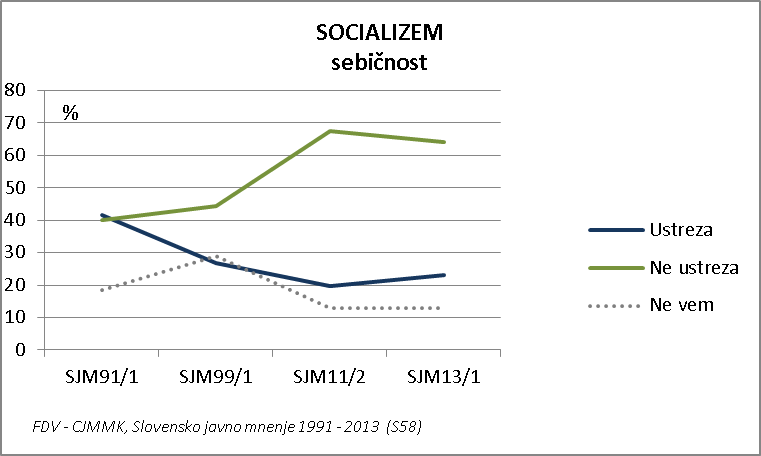 SOCIALIZEM
sebičnost
%
80
70
60
50
40
30
20
10
0
SJM91/1 SJM99/1 SJM11/2 SJM13/1
Ustreza
Ne ustreza
Ne vem
FDV - CJMMK, Slovensko javno mnenje 1991 - 2013 (S58)